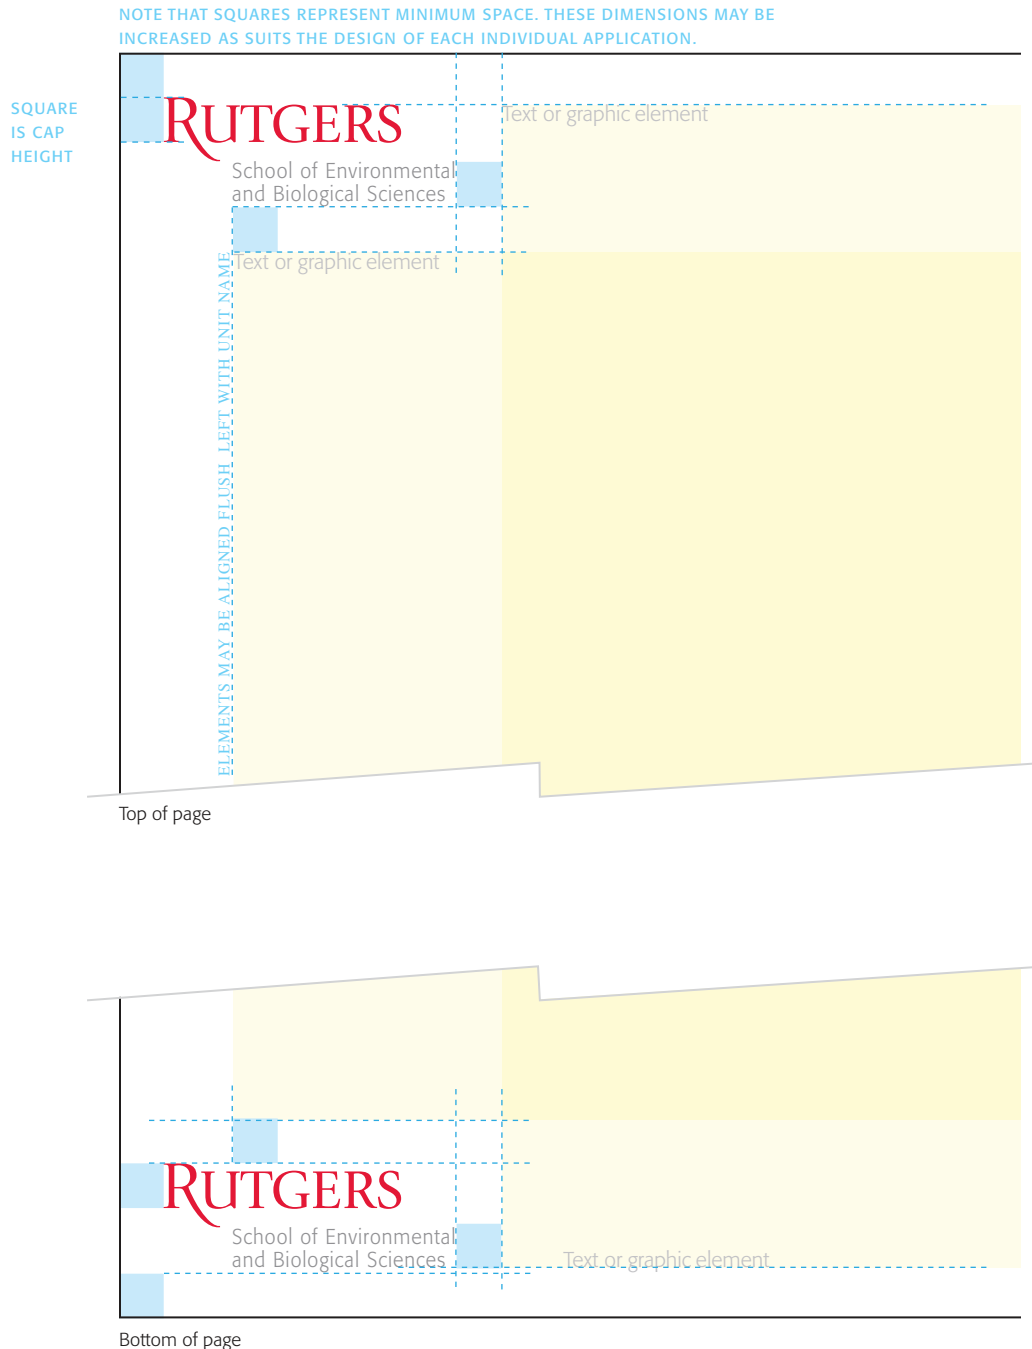 NOTE THAT SQUARES REPRESENT MINIMUM SPACE. THESE DIMENSIONS MAY BE
INCREASED AS SUITS THE DESIGN OF EACH INDIVIDUAL APPLICATION.
SQUARE
IS CAP
HEIGHT
RUTGERS
School of Environmental
and Biological Sciences
Text or graphic element
Text or graphic element
ELEMENTS MAY BE ALIGNED FLUSH LEFT WITH UNIT NAME
Top of page
RUTGERS
School of Environmental
and Biological Sciences
Text or graphic element
Bottom of page